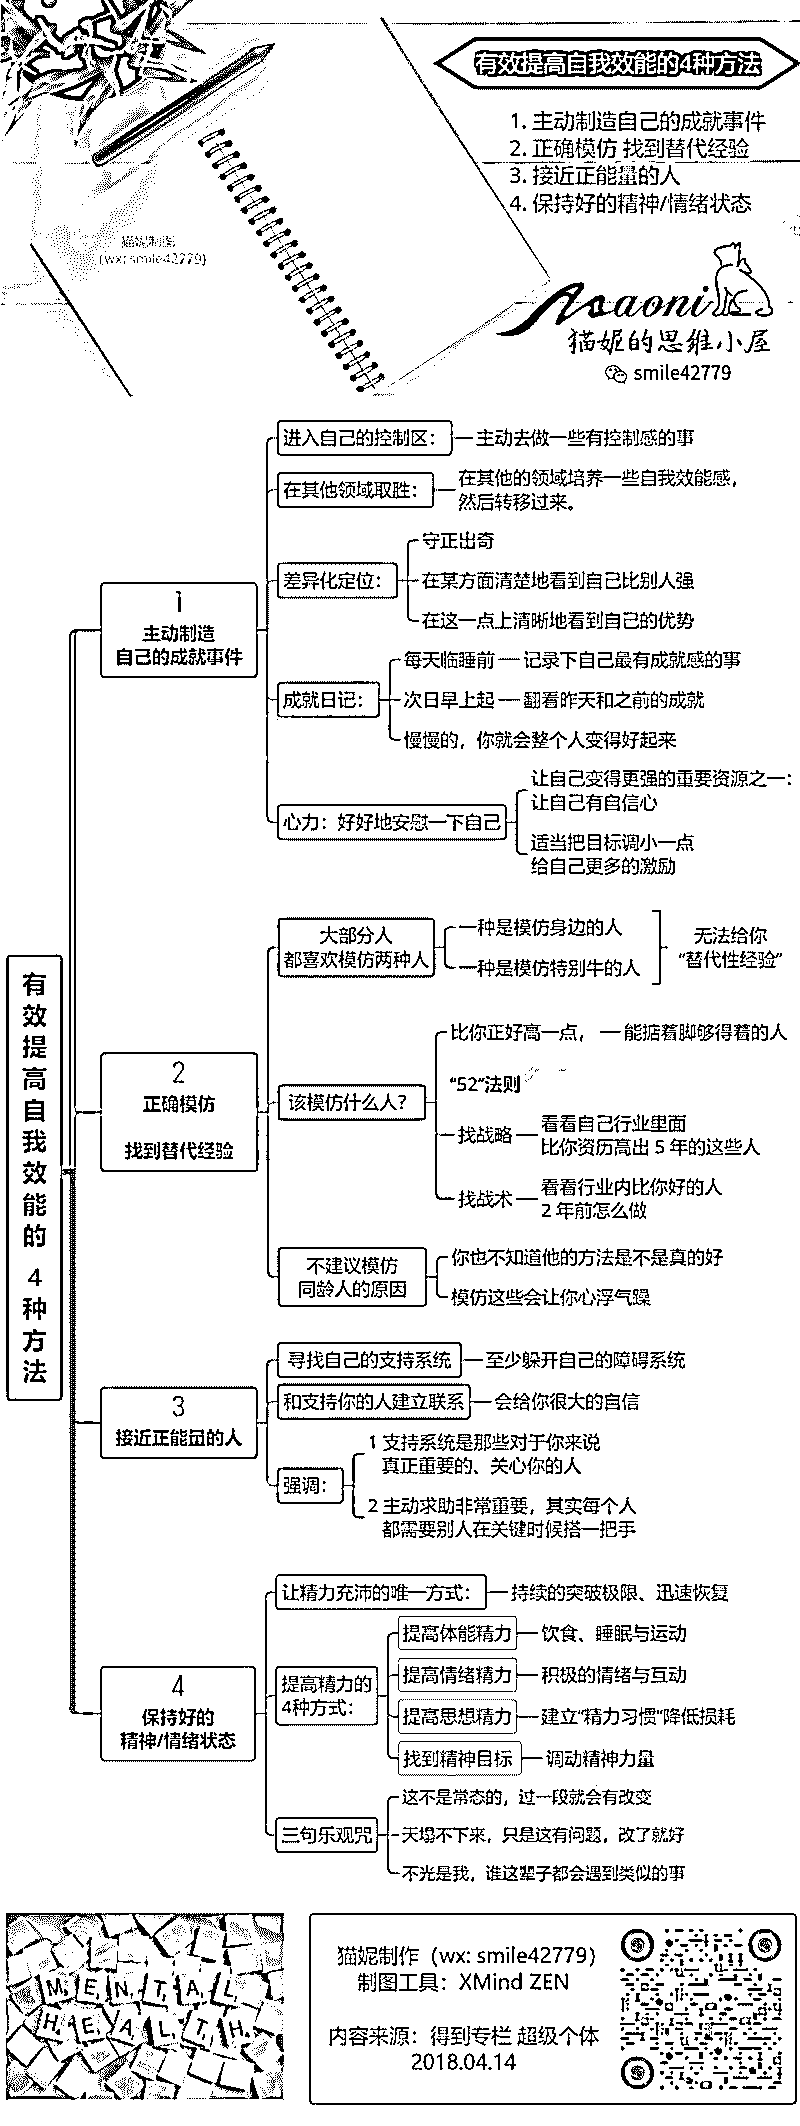 有效提高自我效能的4种方法
1. 主动制造自己的成就事件
2. 正确模仿 找到替代经验
3. 接近正能量的人
4. 保持好的精神/情绪状态
猫妮制作
(wx: smile42779)
Asaoni
猫妮的思维小屋
smile42779
有效提高自我效能的 4种方法
1
主动制造
自己的成就事件
进入自己的控制区：
主动去做一些有控制感的事
在其他领域取胜：
在其他的领域培养一些自我效能感，
然后转移过来。
差异化定位：
守正出奇
在某方面清楚地看到自己比别人强
在这一点上清晰地看到自己的优势
成就日记：
每天临睡前
记录下自己最有成就感的事
次日早上起
翻看昨天和之前的成就
慢慢的，你就会整个人变得好起来
心力：好好地安慰一下自己
让自己变得更强的重要资源之一：
让自己有自信心
适当把目标调小一点
给自己更多的激励
2
正确模仿
找到替代经验
大部分人
都喜欢模仿两种人
一种是模仿身边的人
一种是模仿特别牛的人
无法给你
“替代性经验”
该模仿什么人？
比你正好高一点，
能掂着脚够得着的人
“52”法则
找战略
看看自己行业里面
比你资历高出 5 年的这些人
找战术
看看行业内比你好的人
2 年前怎么做
不建议模仿
同龄人的原因
你也不知道他的方法是不是真的好
模仿这些会让你心浮气躁
3
接近正能量的人
寻找自己的支持系统
至少躲开自己的障碍系统
和支持你的人建立联系
会给你很大的自信
强调：
1 支持系统是那些对于你来说
真正重要的、关心你的人
2 主动求助非常重要，其实每个人
都需要别人在关键时候搭一把手
4
保持好的
精神/情绪状态
让精力充沛的唯一方式：
持续的突破极限、迅速恢复
提高精力的
4种方式：
提高体能精力
饮食、睡眠与运动
提高情绪精力
积极的情绪与互动
提高思想精力
建立“精力习惯”降低损耗
找到精神目标
调动精神力量
三句乐观咒
这不是常态的，过一段就会有改变
天塌不下来，只是这有问题，改了就好
不光是我，谁这辈子都会遇到类似的事
MENTAL
HEALTH
猫妮制作（wx: smile42779）
制图工具：XMind ZEN
内容来源：得到专栏 超级个体
2018.04.14